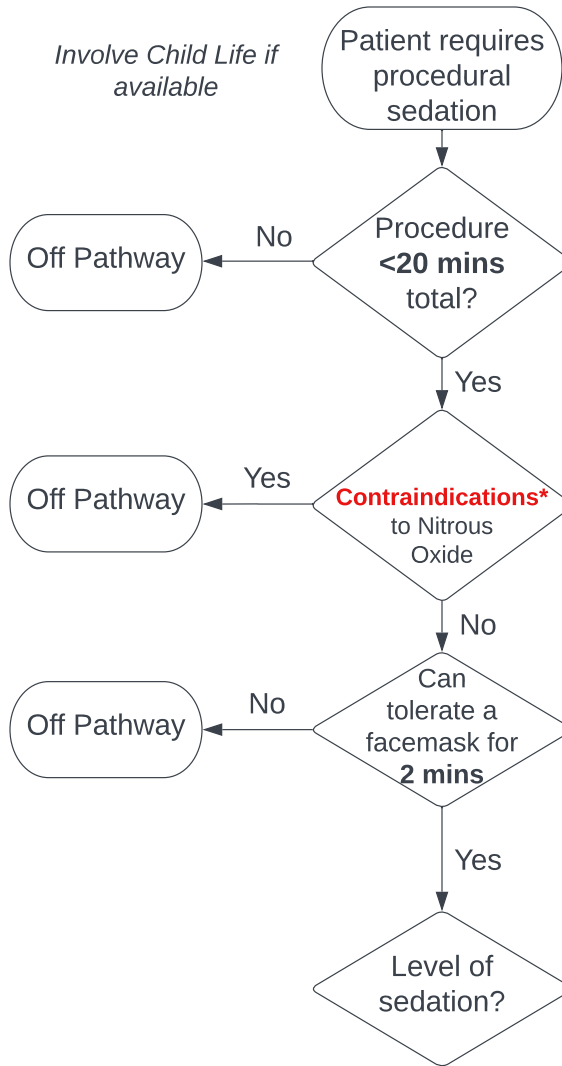 Involve Child Life if
available
Patient requires
procedural
sedation
Procedure
<20 mins
total?
No
Off Pathway
Yes
Contraindications*
to Nitrous
Oxide
Yes
Off Pathway
No
Can
tolerate a
facemask for
2 mins
No
Off Pathway
Yes
Level of
sedation?